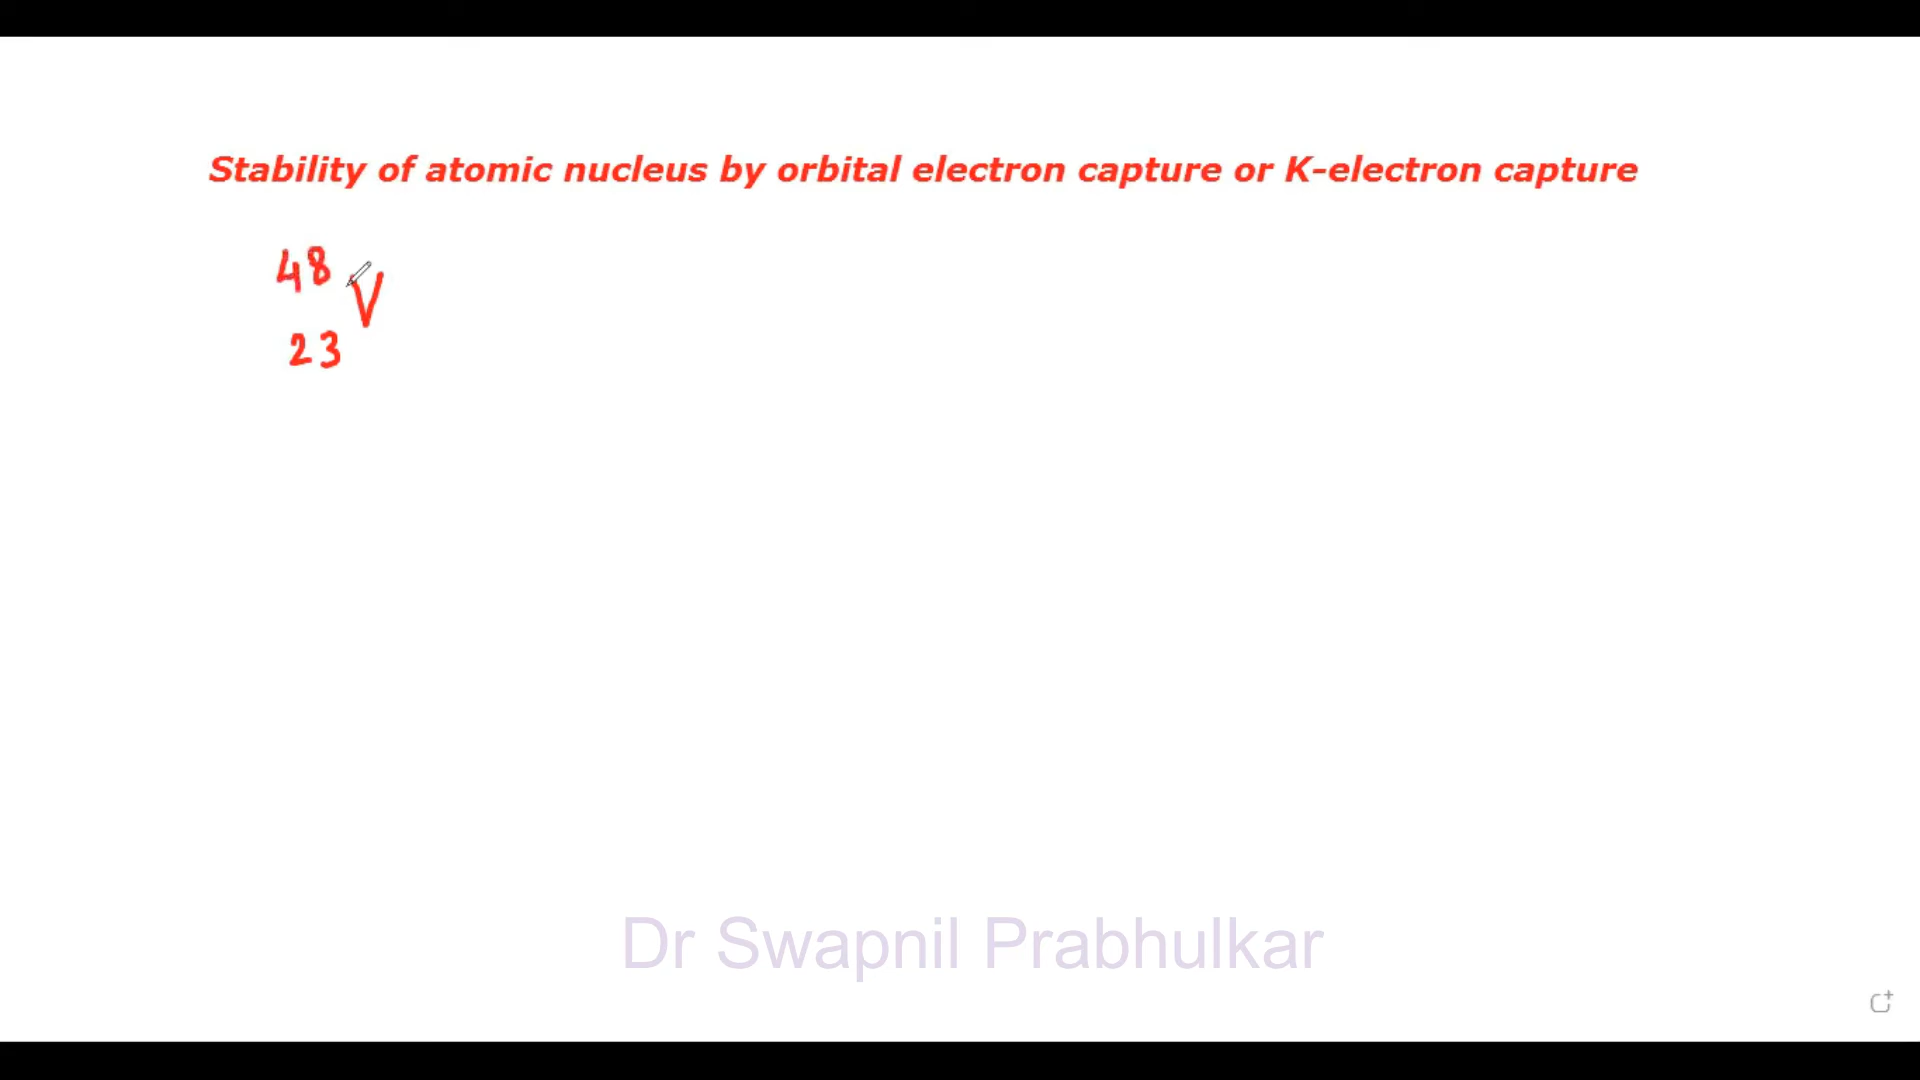 Stability of atomic nucleus by orbital electron capture or K-electron capture
48
V
23
Dr Swapnil Prabhulkar